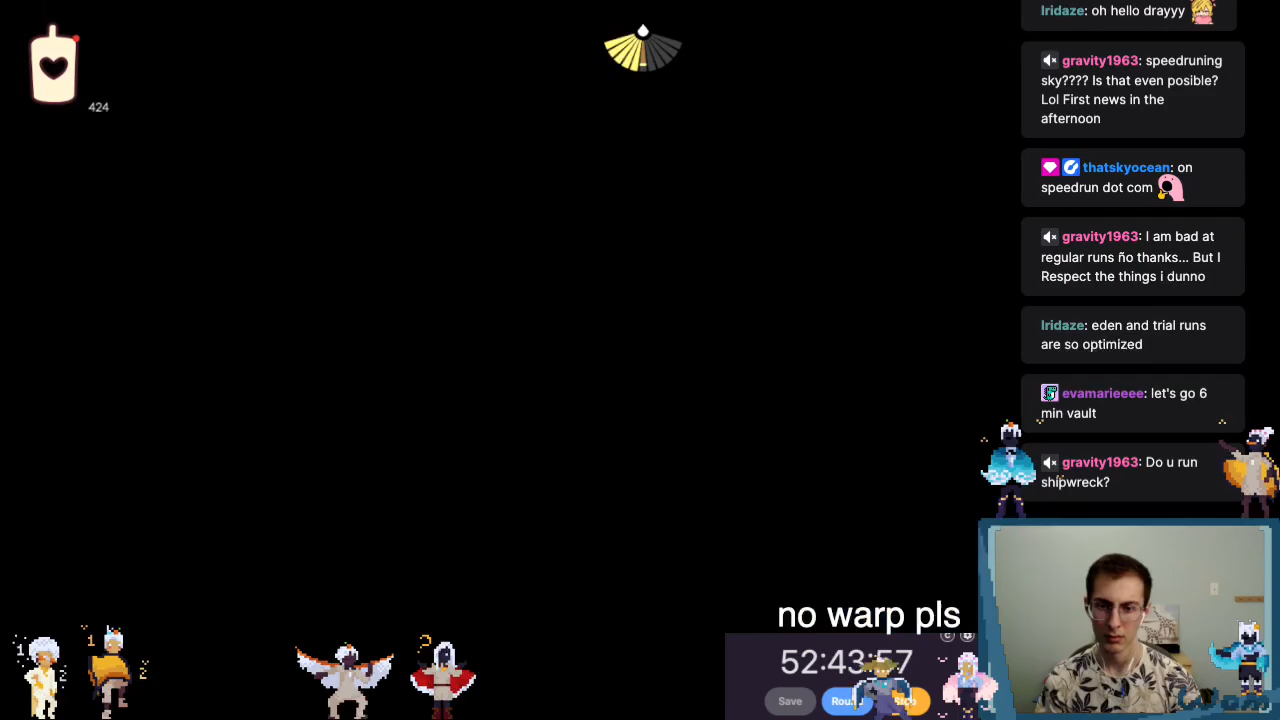 424
Iridaze: oh hello drayyy
gravity1963: speedruning
sky???? Is that even posible?
Lol First news in the
afternoon
thatskyocean: on
speedrun dot com
gravity1963: I am bad at
regular runs ño thanks... But I
Respect the things i dunno
Iridaze: eden and trial runs
are so optimized
evamarieeee: let's go 6
min vault
gravity1963: Do u run
shipwreck?
no warp pls
52:43:57
Save